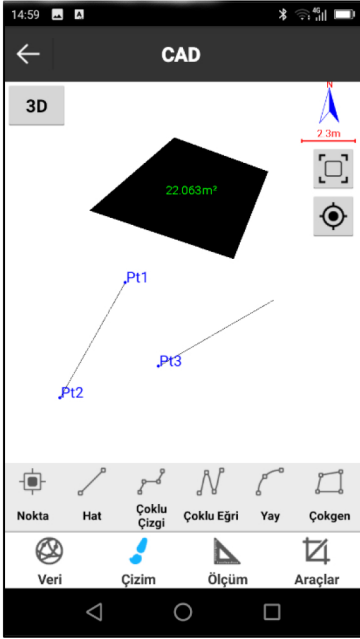 14:59
A
4G
CAD
3D
N
2.3m
22.063m²
Pt1
Pt3
Pt2
Nokta
Hat
Çoklu
Çizgi
Çoklu Eğri
Yay
Çokgen
Veri
Çizim
Ölçüm
Araçlar